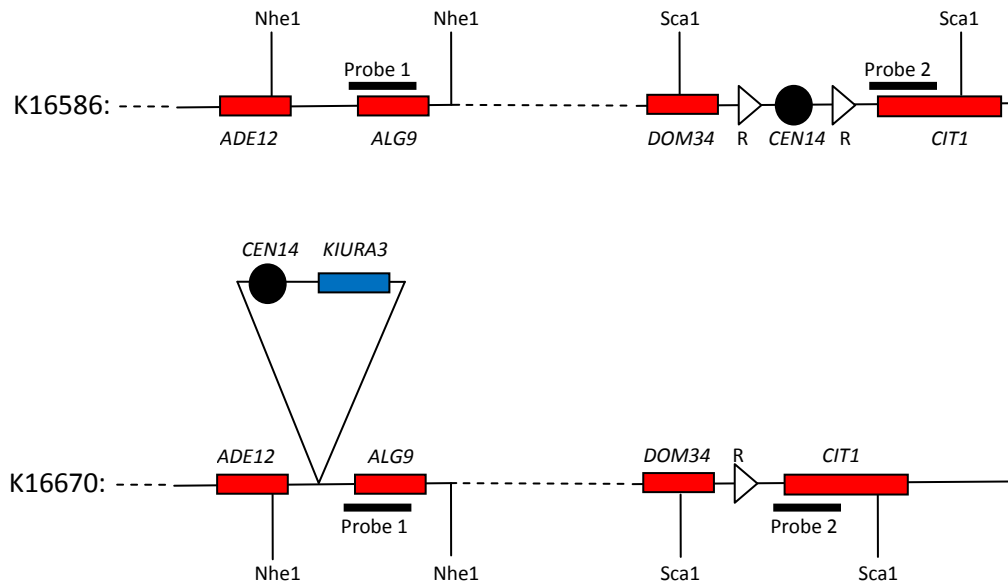 Nhe1 Nhe1 Sca1 Sca1
Probe 1 Probe 2
K16586:
ADE12 ALG9 DOM34 R CEN14 R CIT1
CEN14 KIURA3
ADE12 ALG9 DOM34 R CIT1
K16670:
Probe 1 Probe 2
Nhe1 Nhe1 Sca1 Sca1